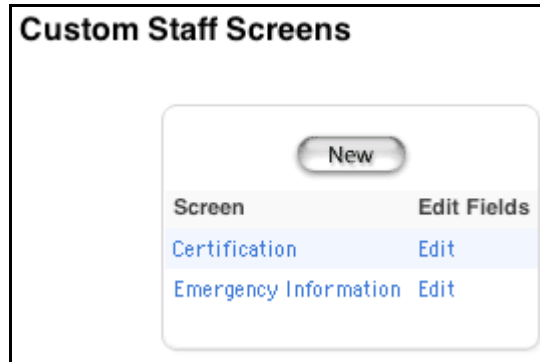 Custom Staff Screens
New
Screen Edit Fields
Certification Edit
Emergency Information Edit